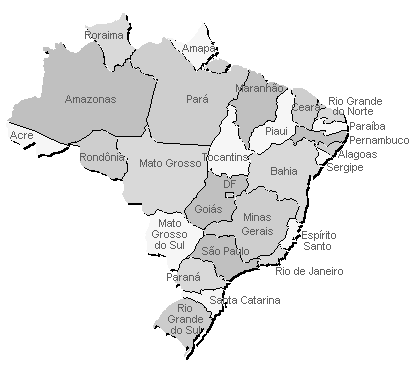 Roraima
Amapa
Amazonas
Pará
Maranhão
Ceará
Rio Grande
do Norte
Paraíba
Pernambuco
Alagoas
Sergipe
Piaui
Acre
Rondônia
Mato Grosso
Tocantins
Bahia
DF
Goiás
Minas
Gerais
Mato
Grosso
do Sul
Espírito
Santo
São Paulo
Rio de Janeiro
Paraná
Santa Catarina
Rio
Grande
do Sul